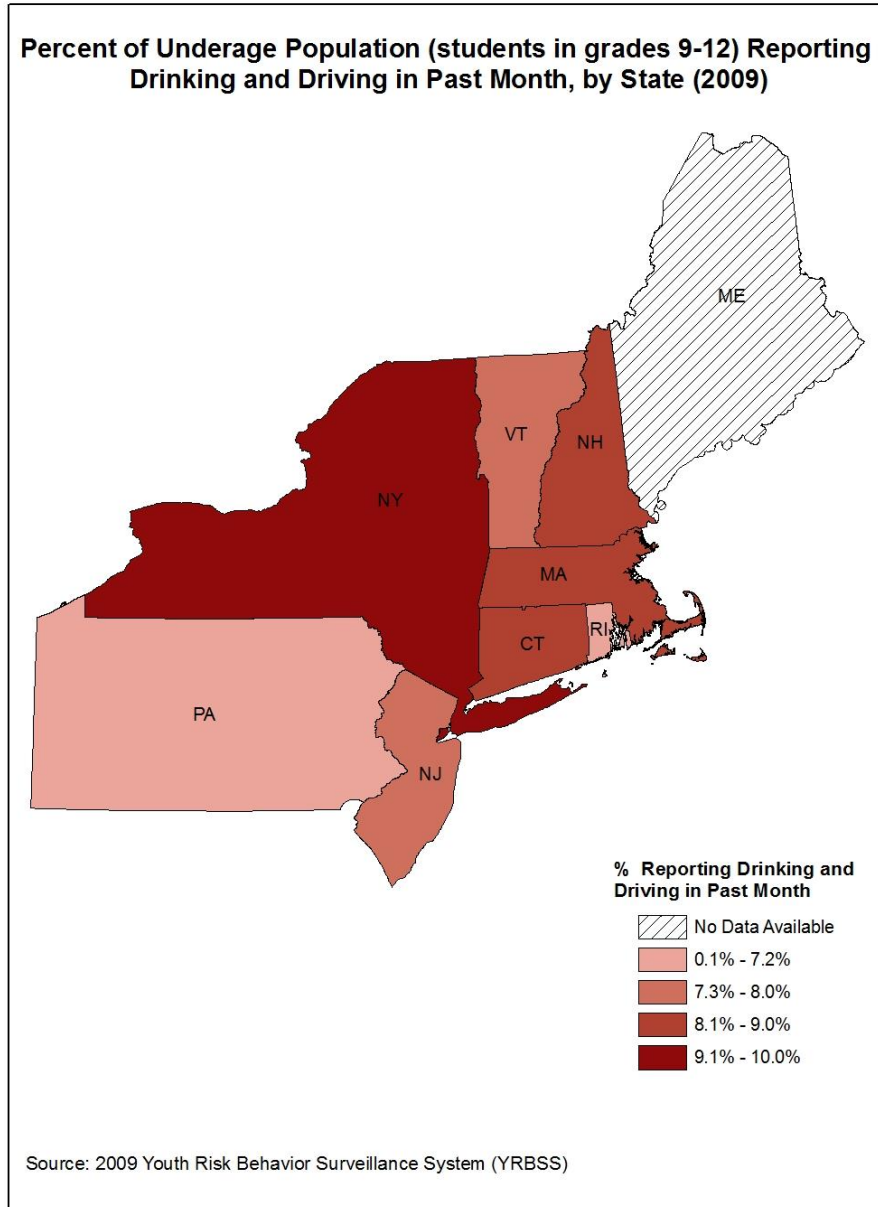 Percent of Underage Population (students in grades 9-12) Reporting
Drinking and Driving in Past Month, by State (2009)
ME
VT
NH
NY
MA
RI
CT
PA
NJ
% Reporting Drinking and
Driving in Past Month
No Data Available
0.1% - 7.2%
7.3% - 8.0%
8.1% - 9.0%
9.1% - 10.0%
Source: 2009 Youth Risk Behavior Surveillance System (YRBSS)